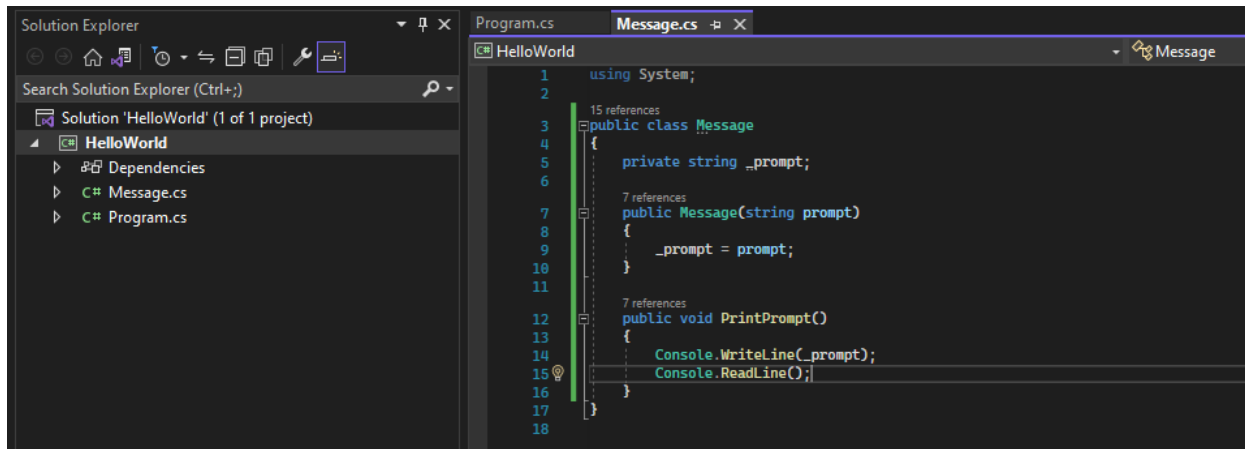 Solution Explorer
Search Solution Explorer (Ctrl+;)
Solution 'HelloWorld' (1 of 1 project)
C# HelloWorld
Dependencies
C# Message.cs
C# Program.cs
Program.cs Message.cs
C# HelloWorld Message
1 using System;
2
15 references
3 public class Message
4 {
5 private string _prompt;
6
7 references
7 public Message(string prompt)
8 {
9 _prompt = prompt;
10 }
11
7 references
12 public void PrintPrompt()
13 {
14 Console.WriteLine(_prompt);
15 Console.ReadLine();
16 }
17 }
18